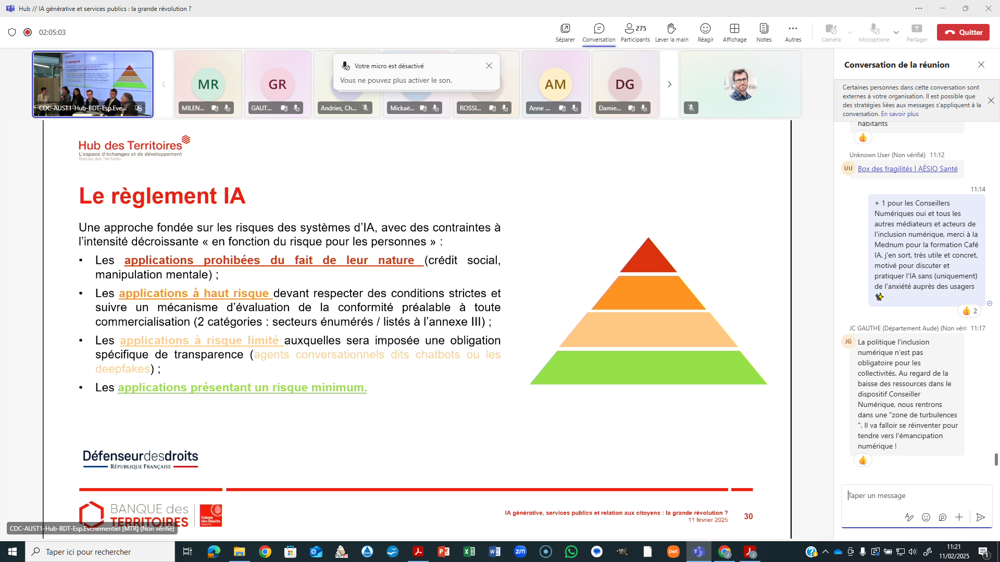 Hub // IA générative et services publics : la grande révolution ?
02:05:03
Séparer
Conversation
275
Participants
Lever la main
Réagir
Affichage
Notes
Autres
Caméra
Microphone
Partager
Quitter
Le règlement IA
CDC-AUST1-Hub-BDT-Esp.Eve...
MR
MILEN...
GR
GAUT...
Andries, Ch...
Mickaë...
ROSSI...
AM
Anne ...
DG
Damie...
Votre micro est désactivé
Vous ne pouvez plus activer le son.
Hub des Territoires
L'espace d'échanges et de développement
Banque des Territoires
Le règlement IA
Une approche fondée sur les risques des systèmes d’IA, avec des contraintes à
l’intensité décroissante « en fonction du risque pour les personnes » :
• Les applications prohibées du fait de leur nature (crédit social,
manipulation mentale) ;
• Les applications à haut risque devant respecter des conditions strictes et
suivre un mécanisme d’évaluation de la conformité préalable à toute
commercialisation (2 catégories : secteurs énumérés / listés à l’annexe III) ;
• Les applications à risque limité auxquelles sera imposée une obligation
spécifique de transparence (agents conversationnels dits chatbots ou les
deepfakes) ;
• Les applications présentant un risque minimum.
Défenseurdesdroits
RÉPUBLIQUE FRANÇAISE
BANQUE des
TERRITOIRES
Caisse
des Dépôts
GROUPE
CDC-AUST1-Hub-BDT-Esp.Evenementiel [MTR] (Non vérifié)
IA générative, services publics et relation aux citoyens : la grande révolution ?
11 février 2025
30
Conversation de la réunion
Certaines personnes dans cette conversation sont
externes à votre organisation. Il est possible que
des stratégies liées aux messages s'appliquent à la
conversation. En savoir plus
habitants
Unknown User (Non vérifié) 11:12
UU
Box des fragilités | AÉSIO Santé
11:14
+ 1 pour les Conseillers
Numériques oui et tous les
autres médiateurs et acteurs de
l'inclusion numérique, merci à la
Mednum pour la formation Café
IA, j'en sort, très utile et concret,
motivé pour discuter et
pratiquer l'IA sans (uniquement)
de l'anxiété auprès des usagers
2
JC GAUTHE (Département Aude) (Non véri 11:17
JG
La politique l'inclusion
numérique n'est pas
obligatoire pour les
collectivités. Au regard de la
baisse des ressources dans le
dispositif Conseiller
Numérique, nous rentrons
dans une "zone de turbulences
". Il va falloir se réinventer pour
tendre vers l'émancipation
numérique !
Taper un message
Taper ici pour rechercher
zm
DeX
11:21
11/02/2025
1